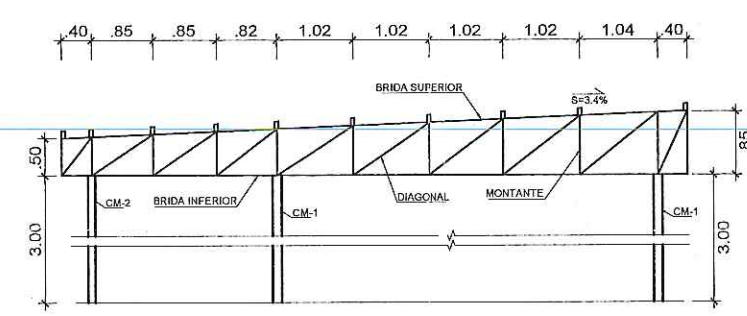 .40 .85 .85 .82 1.02 1.02 1.02 1.02 1.04 .40
BRIDA SUPERIOR
S=3.4%
.50
.85
BRIDA INFERIOR
DIAGONAL
MONTANTE
CM-2
CM-1
CM-1
3.00
3.00